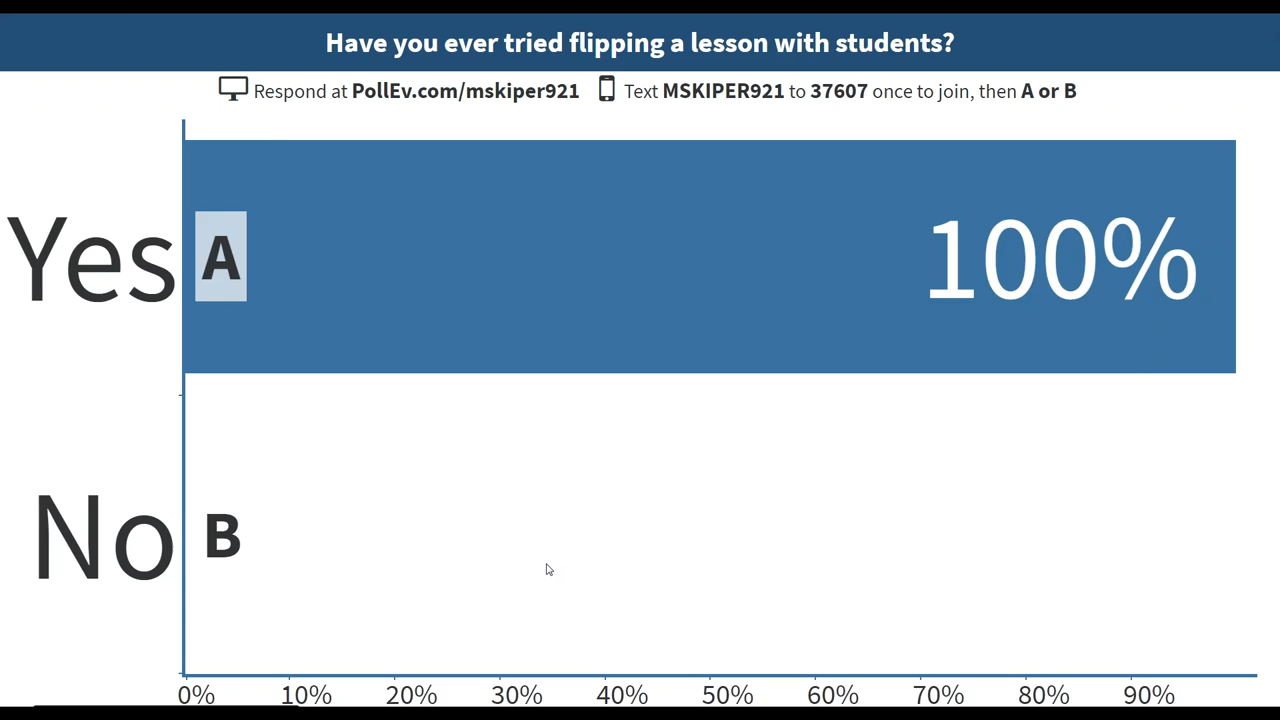 Have you ever tried flipping a lesson with students?
Respond at PollEv.com/mskiper921 Text MSKIPER921 to 37607 once to join, then A or B
Yes A 100%
No B
0% 10% 20% 30% 40% 50% 60% 70% 80% 90%